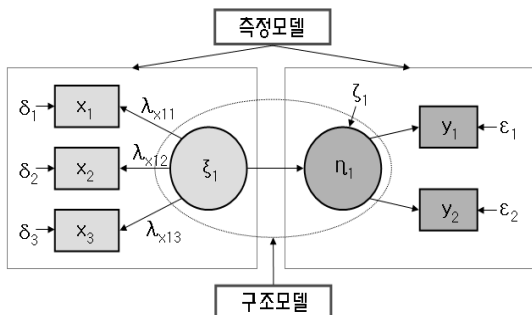 측정모델
ζ₁
δ₁ x₁ λₓ₁₁ y₁ ε₁
δ₂ x₂ λₓ₁₂ ξ₁ η₁
δ₃ x₃ λₓ₁₃ y₂ ε₂
구조모델